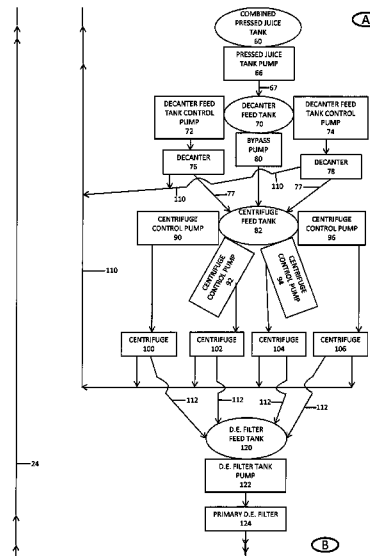 A
COMBINED
PRESSED JUICE
TANK
60
PRESSED JUICE
TANK PUMP
66
67
DECANTER FEED
TANK CONTROL
PUMP
72
DECANTER
FEED TANK
70
DECANTER FEED
TANK CONTROL
PUMP
74
BYPASS
PUMP
80
DECANTER
76
DECANTER
78
110
77
110
77
CENTRIFUGE
CONTROL PUMP
90
CENTRIFUGE
FEED TANK
82
CENTRIFUGE
CONTROL PUMP
96
CENTRIFUGE
CONTROL PUMP
92
CENTRIFUGE
CONTROL PUMP
94
110
CENTRIFUGE
100
CENTRIFUGE
102
CENTRIFUGE
104
CENTRIFUGE
106
112
112
112
112
D.E. FILTER
FEED TANK
120
24
D.E. FILTER TANK
PUMP
122
PRIMARY D.E. FILTER
124
B